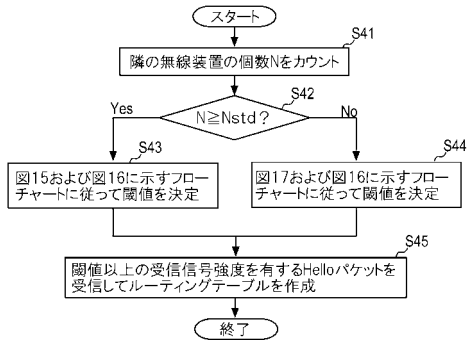 スタート
S41
隣の無線装置の個数Nをカウント
S42
N≧Nstd？
Yes
No
S43
図15および図16に示すフロー
チャートに従って閾値を決定
S44
図17および図16に示すフロー
チャートに従って閾値を決定
S45
閾値以上の受信信号強度を有するHelloパケットを
受信してルーティングテーブルを作成
終了